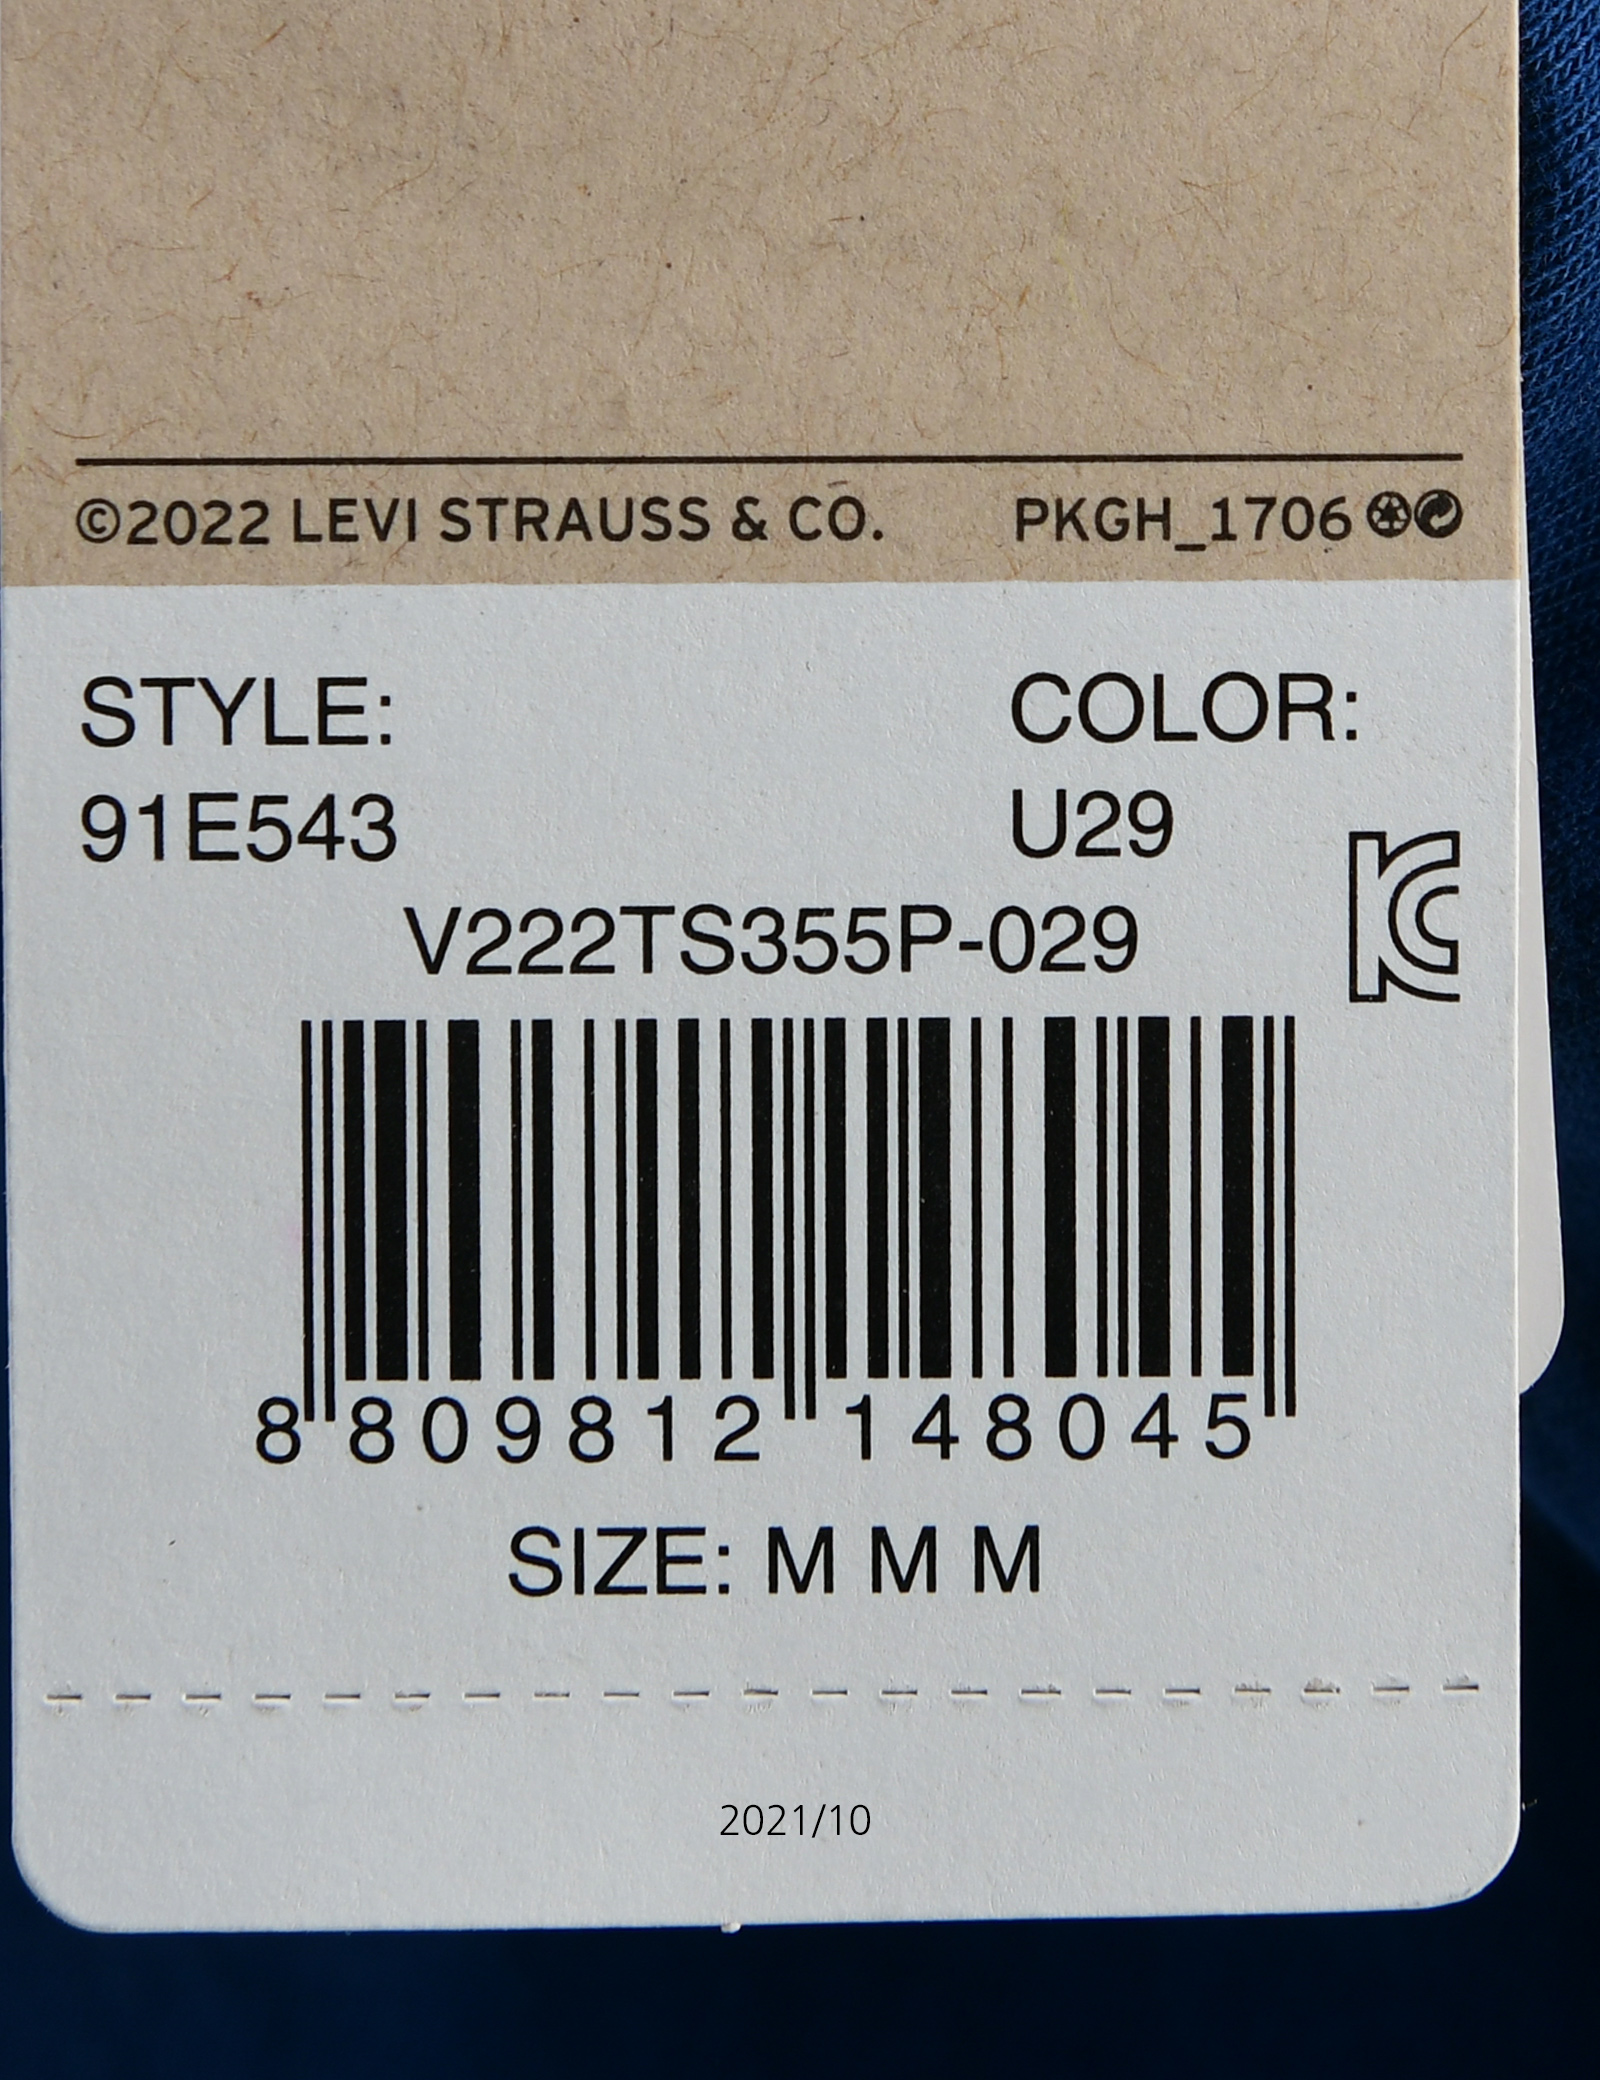 ©2022 LEVI STRAUSS & CO. PKGH_1706
STYLE: COLOR:
91E543 U29
V222TS355P-029
8 809812 148045
SIZE: M M M
2021/10